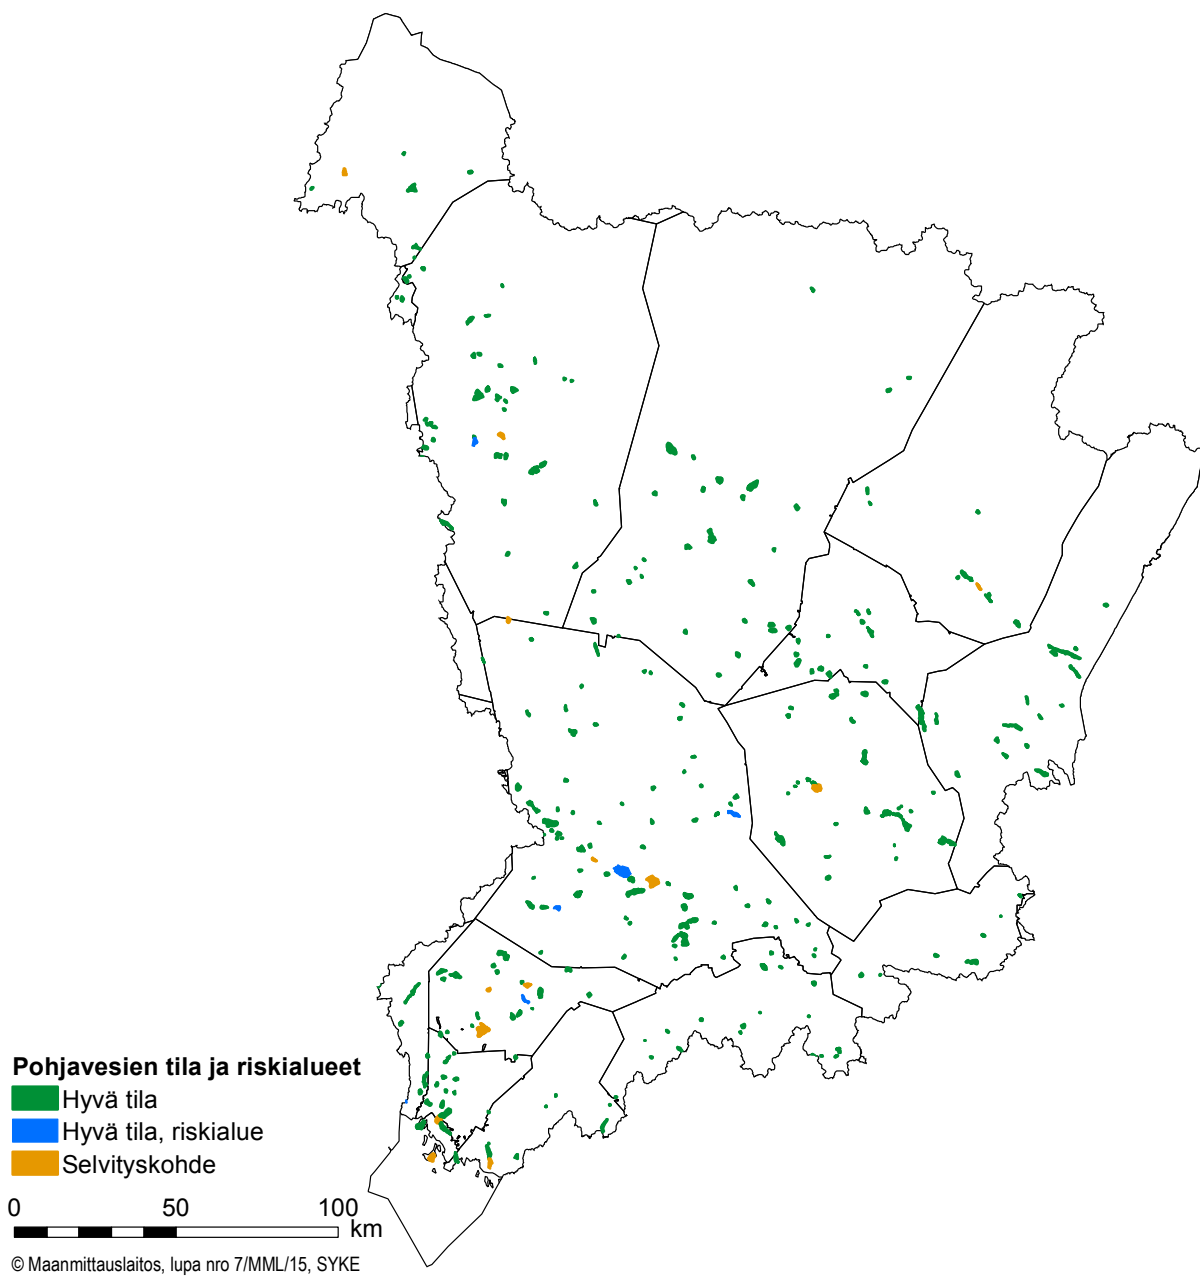 Pohjavesien tila ja riskialueet
Hyvä tila
Hyvä tila, riskialue
Selvityskohde
0 50 100
km
© Maanmittauslaitos, lupa nro 7/MML/15, SYKE